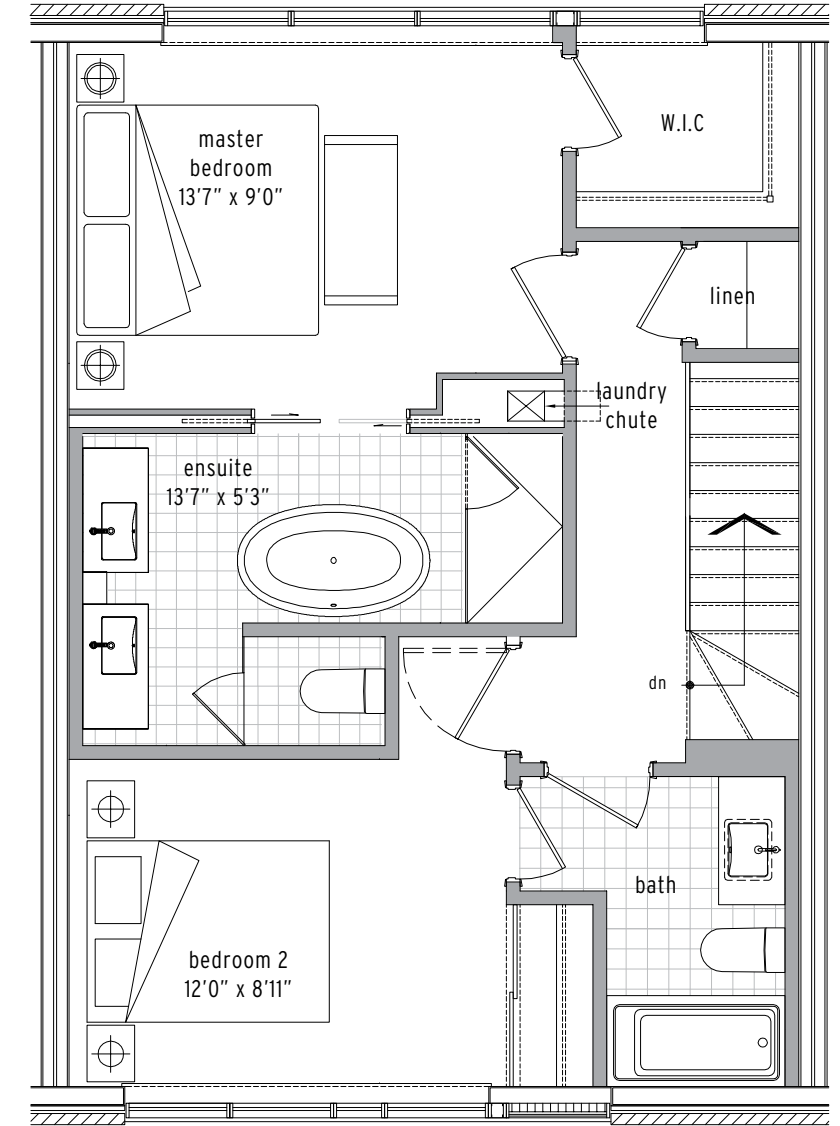 master
bedroom
13'7" x 9'0"
W.I.C
linen
laundry
chute
ensuite
13'7" x 5'3"
dn
bath
bedroom 2
12'0" x 8'11"